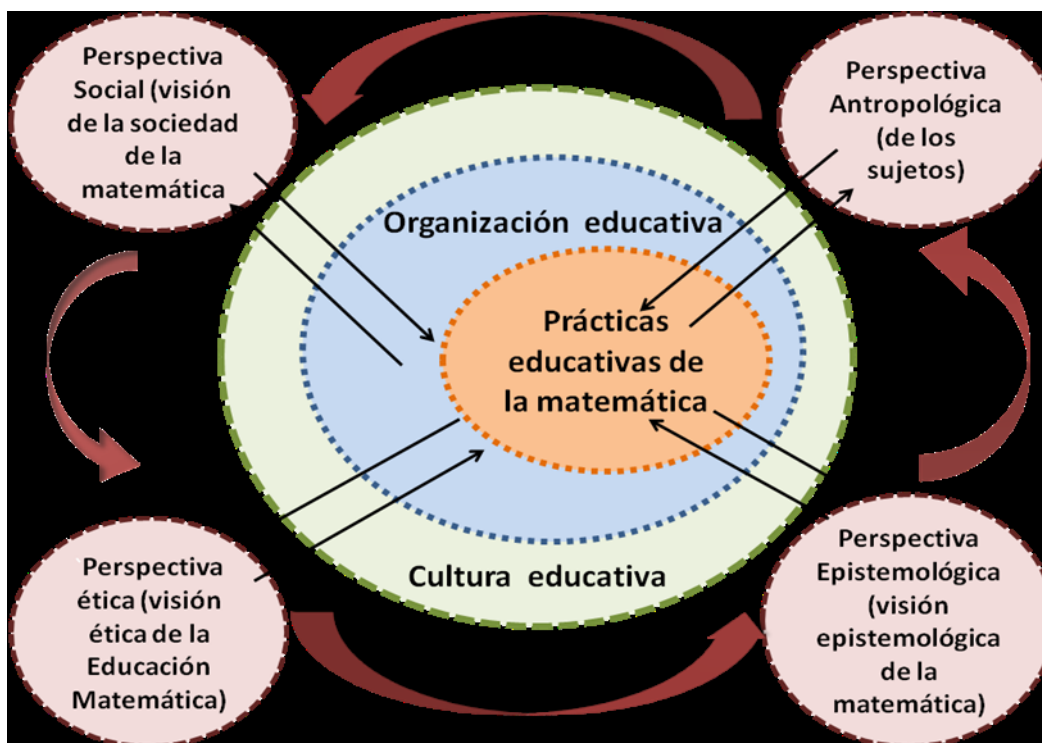 Perspectiva
Social (visión
de la sociedad
de la
matemática
Perspectiva
Antropológica
(de los
sujetos)
Organización educativa
Prácticas
educativas de
la matemática
Cultura educativa
Perspectiva
ética (visión
ética de la
Educación
Matemática)
Perspectiva
Epistemológica
(visión
epistemológica
de la
matemática)